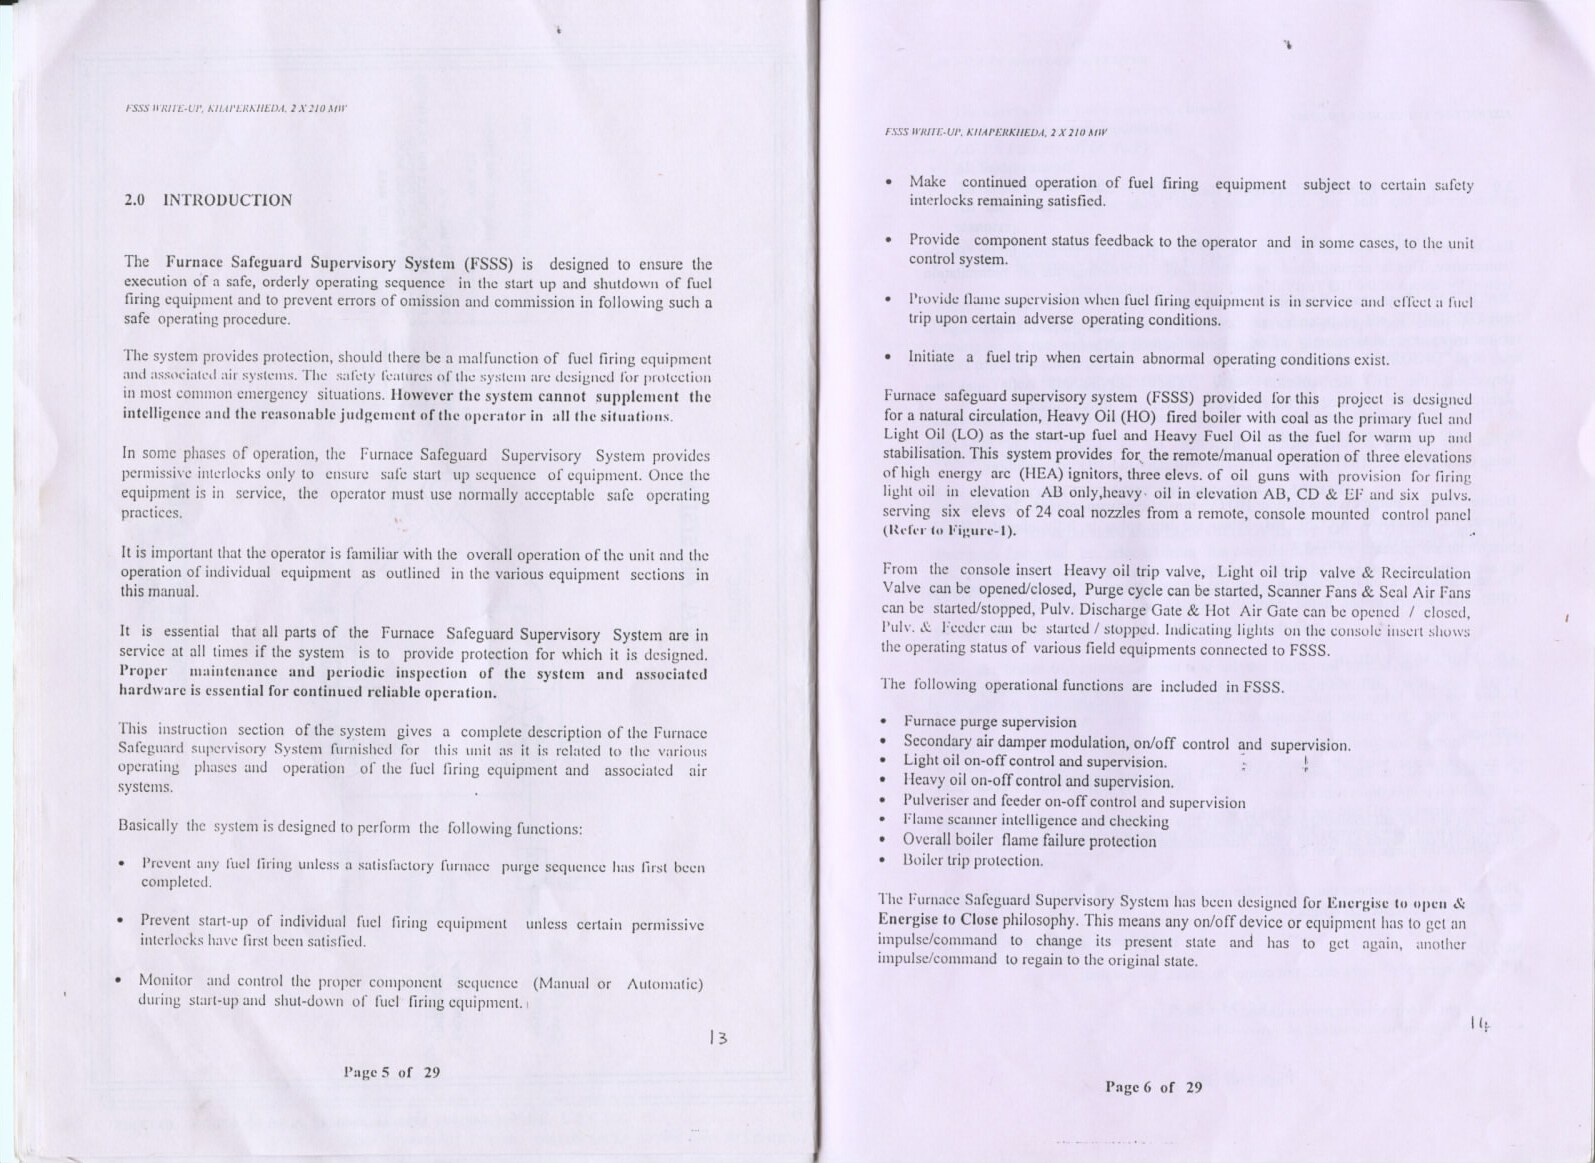 FSSS WRITE-UP, KHAPERKHEDA, 2 X 210 MW
2.0 INTRODUCTION
The Furnace Safeguard Supervisory System (FSSS) is designed to ensure the
execution of a safe, orderly operating sequence in the start up and shutdown of fuel
firing equipment and to prevent errors of omission and commission in following such a
safe operating procedure.
The system provides protection, should there be a malfunction of fuel firing equipment
and associated air systems. The safety features of the system are designed for protection
in most common emergency situations. However the system cannot supplement the
intelligence and the reasonable judgement of the operator in all the situations.
In some phases of operation, the Furnace Safeguard Supervisory System provides
permissive interlocks only to ensure safe start up sequence of equipment. Once the
equipment is in service, the operator must use normally acceptable safe operating
practices.
It is important that the operator is familiar with the overall operation of the unit and the
operation of individual equipment as outlined in the various equipment sections in
this manual.
It is essential that all parts of the Furnace Safeguard Supervisory System are in
service at all times if the system is to provide protection for which it is designed.
Proper maintenance and periodic inspection of the system and associated
hardware is essential for continued reliable operation.
This instruction section of the system gives a complete description of the Furnace
Safeguard supervisory System furnished for this unit as it is related to the various
operating phases and operation of the fuel firing equipment and associated air
systems.
Basically the system is designed to perform the following functions:
• Prevent any fuel firing unless a satisfactory furnace purge sequence has first been
completed.
• Prevent start-up of individual fuel firing equipment unless certain permissive
interlocks have first been satisfied.
• Monitor and control the proper component sequence (Manual or Automatic)
during start-up and shut-down of fuel firing equipment.
13
Page 5 of 29
FSSS WRITE-UP, KHAPERKHEDA, 2 X 210 MW
• Make continued operation of fuel firing equipment subject to certain safety
interlocks remaining satisfied.
• Provide component status feedback to the operator and in some cases, to the unit
control system.
• Provide flame supervision when fuel firing equipment is in service and effect a fuel
trip upon certain adverse operating conditions.
• Initiate a fuel trip when certain abnormal operating conditions exist.
Furnace safeguard supervisory system (FSSS) provided for this project is designed
for a natural circulation, Heavy Oil (HO) fired boiler with coal as the primary fuel and
Light Oil (LO) as the start-up fuel and Heavy Fuel Oil as the fuel for warm up and
stabilisation. This system provides for the remote/manual operation of three elevations
of high energy arc (HEA) ignitors, three elevs. of oil guns with provision for firing
light oil in elevation AB only,heavy oil in elevation AB, CD & EF and six pulvs.
serving six elevs of 24 coal nozzles from a remote, console mounted control panel
(Refer to Figure-1).
From the console insert Heavy oil trip valve, Light oil trip valve & Recirculation
Valve can be opened/closed, Purge cycle can be started, Scanner Fans & Seal Air Fans
can be started/stopped, Pulv. Discharge Gate & Hot Air Gate can be opened / closed,
Pulv. & Feeder can be started / stopped. Indicating lights on the console insert shows
the operating status of various field equipments connected to FSSS.
The following operational functions are included in FSSS.
• Furnace purge supervision
• Secondary air damper modulation, on/off control and supervision.
• Light oil on-off control and supervision.
• Heavy oil on-off control and supervision.
• Pulveriser and feeder on-off control and supervision
• Flame scanner intelligence and checking
• Overall boiler flame failure protection
• Boiler trip protection.
The Furnace Safeguard Supervisory System has been designed for Energise to open &
Energise to Close philosophy. This means any on/off device or equipment has to get an
impulse/command to change its present state and has to get again, another
impulse/command to regain to the original state.
14
Page 6 of 29